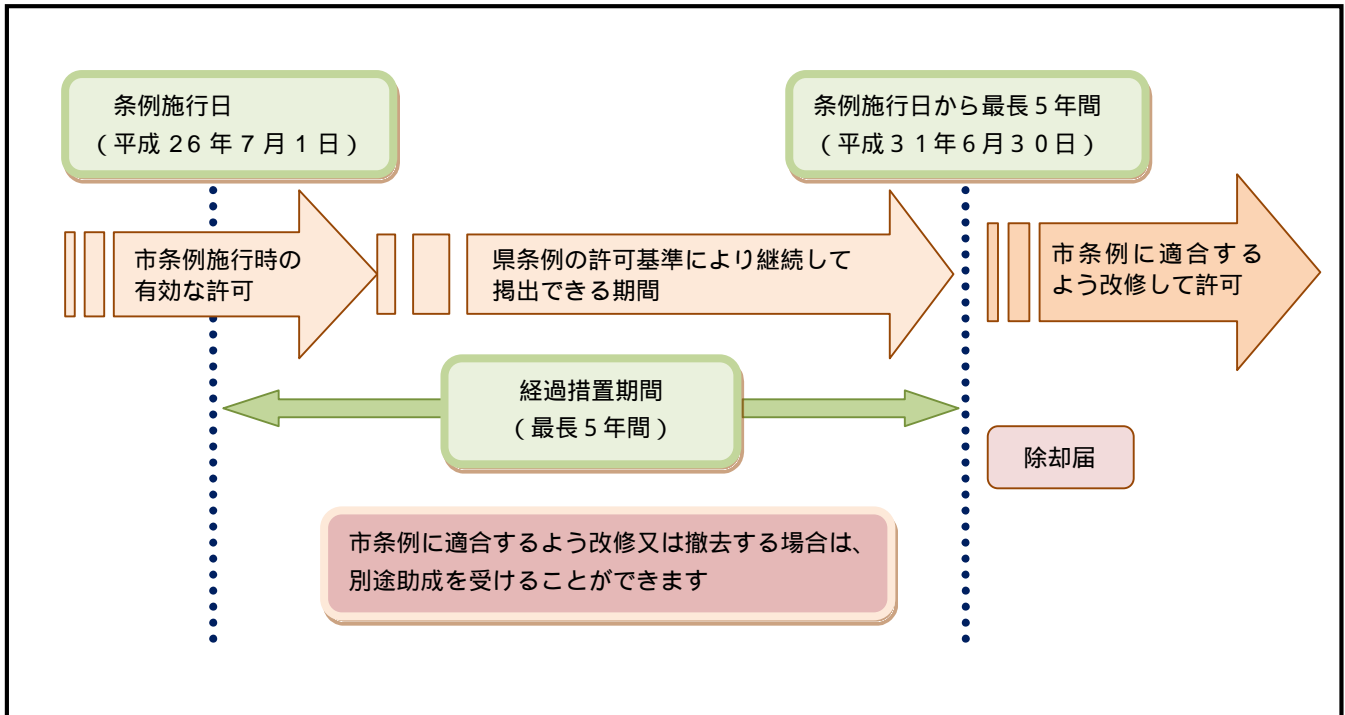 条例施行日
(平成 26 年 7 月 1 日)
条例施行日から最長5年間
(平成31年6月30日)
市条例施行時の
有効な許可
県条例の許可基準により継続して
掲出できる期間
市条例に適合する
よう改修して許可
経過措置期間
(最長5年間)
除却届
市条例に適合するよう改修又は撤去する場合は、
別途助成を受けることができます